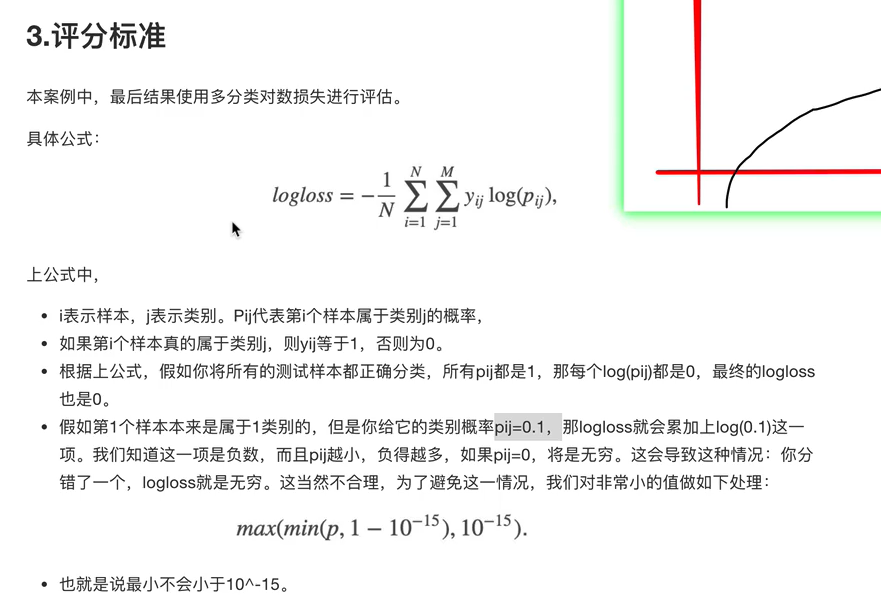 3.评分标准
本案例中，最后结果使用多分类对数损失进行评估。
具体公式：
logloss = −\frac{1}{N} \sum_{i=1}^{N} \sum_{j=1}^{M} y_{ij} log(p_{ij}),
上公式中，
• i表示样本，j表示类别。Pij代表第i个样本属于类别j的概率，
• 如果第i个样本真的属于类别j，则yij等于1，否则为0。
• 根据上公式，假如你将所有的测试样本都正确分类，所有pij都是1，那每个log(pij)都是0，最终的logloss
也是0。
• 假如第1个样本本来是属于1类别的，但是你给它的类别概率pij=0.1，那logloss就会累加上log(0.1)这一
项。我们知道这一项是负数，而且pij越小，负得越多，如果pij=0，将是无穷。这会导致这种情况：你分
错了一个，logloss就是无穷。这当然不合理，为了避免这一情况，我们对非常小的值做如下处理：
max(min(p, 1 − 10^{−15}), 10^{−15}).
• 也就是说最小不会小于10^-15。